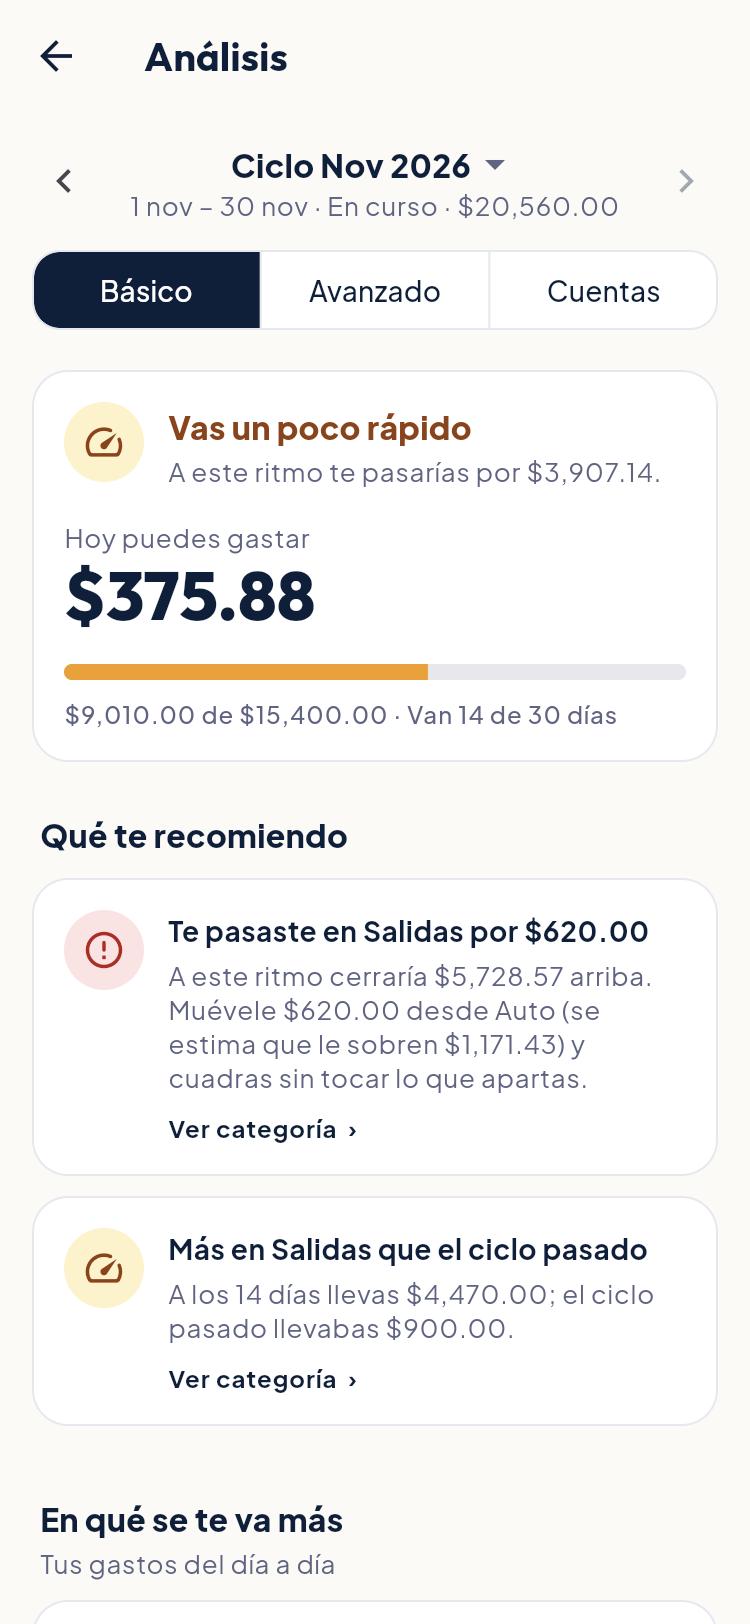 Análisis
Ciclo Nov 2026
1 nov – 30 nov · En curso · $20,560.00
Básico
Avanzado
Cuentas
Vas un poco rápido
A este ritmo te pasarías por $3,907.14.
Hoy puedes gastar
$375.88
$9,010.00 de $15,400.00 · Van 14 de 30 días
Qué te recomiendo
Te pasaste en Salidas por $620.00
A este ritmo cerraría $5,728.57 arriba.
Muévele $620.00 desde Auto (se
estima que le sobren $1,171.43) y
cuadras sin tocar lo que apartas.
Ver categoría ›
Más en Salidas que el ciclo pasado
A los 14 días llevas $4,470.00; el ciclo
pasado llevabas $900.00.
Ver categoría ›
En qué se te va más
Tus gastos del día a día